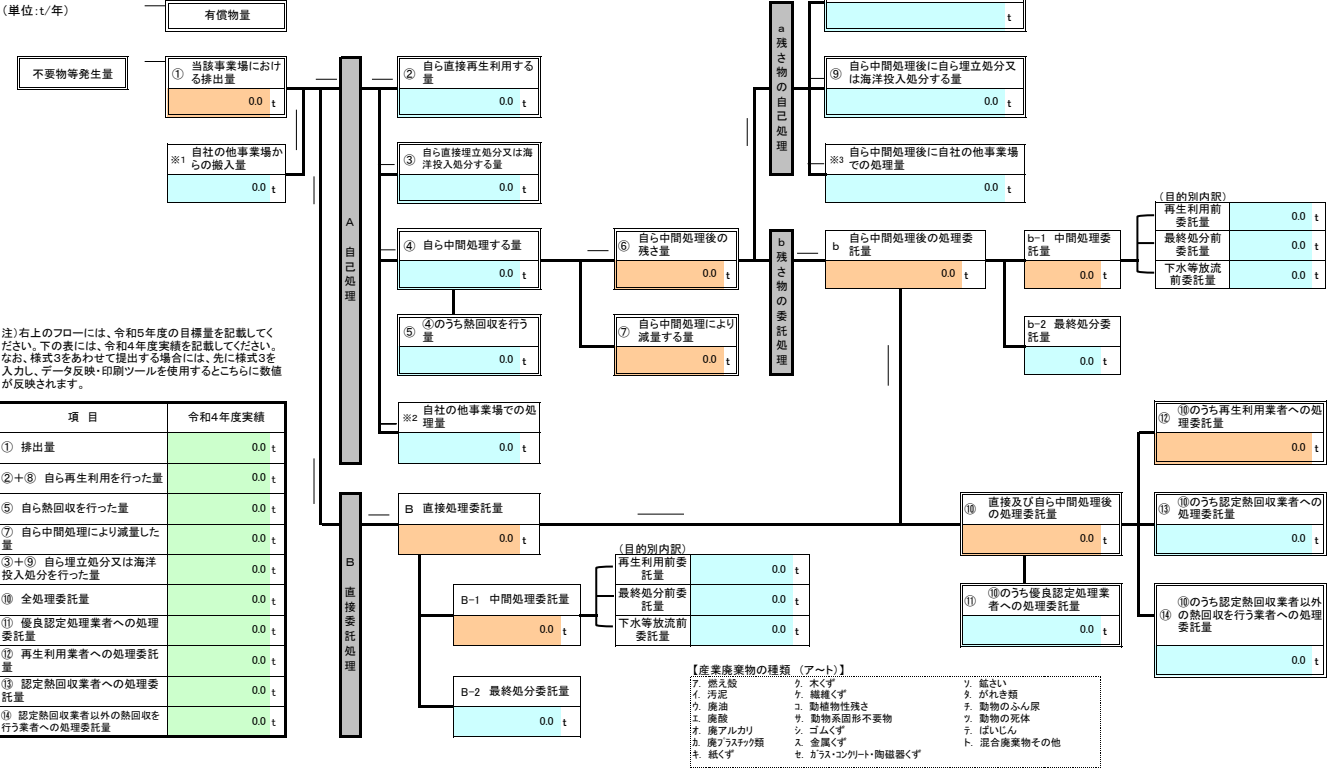 (単位:t/年)
有償物量
不要物等発生量
① 当該事業場におけ
る排出量
0.0 t
※1 自社の他事業場か
らの搬入量
0.0 t
A 自己処理
② 自ら直接再生利用する
量
0.0 t
③ 自ら直接埋立処分又は海
洋投入処分する量
0.0 t
④ 自ら中間処理する量
0.0 t
⑤ ④のうち熱回収を行う
量
0.0 t
※2 自社の他事業場での処
理量
0.0 t
⑥ 自ら中間処理後の
残さ量
0.0 t
⑦ 自ら中間処理により
減量する量
0.0 t
a 残さ物の自己処理
t
⑨ 自ら中間処理後に自ら埋立処分又
は海洋投入処分する量
0.0 t
※3 自ら中間処理後に自社の他事業場
での処理量
0.0 t
b 残さ物の委託処理
b 自ら中間処理後の処理委
託量
0.0 t
b-1 中間処理委
託量
0.0 t
(目的別内訳)
再生利用前
委託量 0.0 t
最終処分前
委託量 0.0 t
下水等放流
前委託量 0.0 t
b-2 最終処分委
託量
0.0 t
注)右上のフローには、令和5年度の目標量を記載してく
ださい。下の表には、令和4年度実績を記載してください。
なお、様式3をあわせて提出する場合には、先に様式3を
入力し、データ反映・印刷ツールを使用するとこちらに数値
が反映されます。
項 目 令和4年度実績
① 排出量 0.0 t
②+⑧ 自ら再生利用を行った量 0.0 t
⑤ 自ら熱回収を行った量 0.0 t
⑦ 自ら中間処理により減量した
量 0.0 t
③+⑨ 自ら埋立処分又は海洋
投入処分を行った量 0.0 t
⑩ 全処理委託量 0.0 t
⑪ 優良認定処理業者への処理
委託量 0.0 t
⑫ 再生利用業者への処理委託
量 0.0 t
⑬ 認定熱回収業者への処理委
託量 0.0 t
⑭ 認定熱回収業者以外の熱回収を
行う業者への処理委託量 0.0 t
B 直接委託処理
B 直接処理委託量
0.0 t
B-1 中間処理委託量
0.0 t
(目的別内訳)
再生利用前委
託量 0.0 t
最終処分前委
託量 0.0 t
下水等放流前
委託量 0.0 t
B-2 最終処分委託量
0.0 t
⑩ 直接及び自ら中間処理後
の処理委託量
0.0 t
⑪ ⑩のうち優良認定処理業
者への処理委託量
0.0 t
⑫ ⑩のうち再生利用業者への処
理委託量
0.0 t
⑬ ⑩のうち認定熱回収業者への
処理委託量
0.0 t
⑭ ⑩のうち認定熱回収業者以外
の熱回収を行う業者への処理
委託量
0.0 t
【産業廃棄物の種類 (ア~ト)】
ア. 燃え殻
イ. 汚泥
ウ. 廃油
エ. 廃酸
オ. 廃アルカリ
カ. 廃プラスチック類
キ. 紙くず
ク. 木くず
ケ. 繊維くず
コ. 動植物性残さ
サ. 動物系固形不要物
シ. ゴムくず
ス. 金属くず
セ. ガラス・コンクリート・陶磁器くず
ソ. 鉱さい
タ. がれき類
チ. 動物のふん尿
ツ. 動物の死体
テ. ばいじん
ト. 混合廃棄物その他